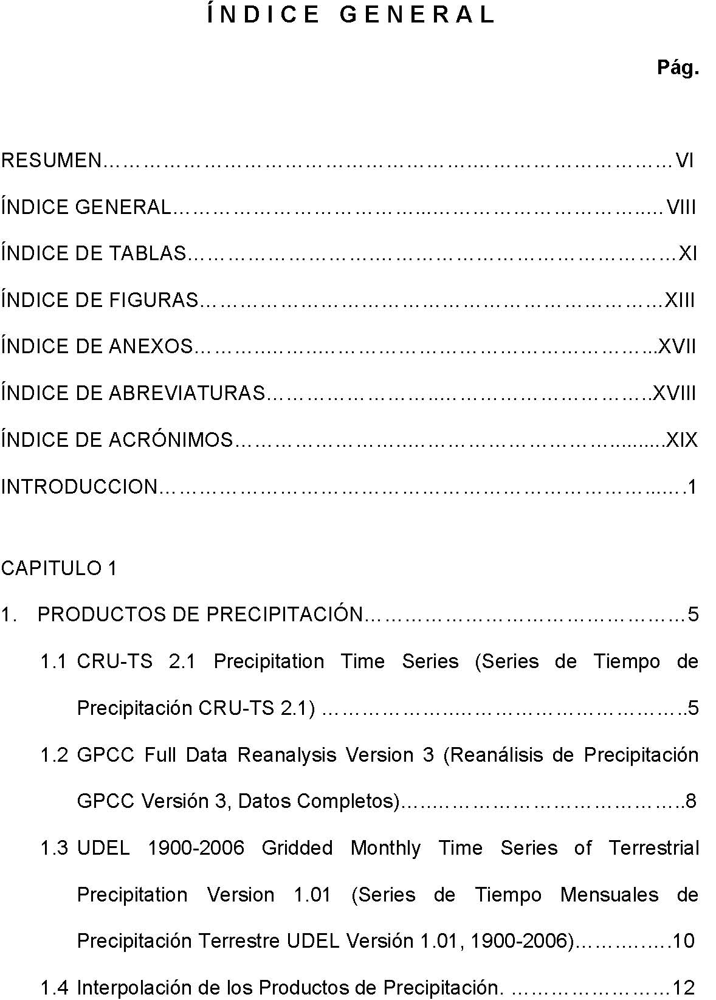 ÍNDICE GENERAL
Pág.
RESUMEN……………………………………………………………………………VI
ÍNDICE GENERAL…………………………………...……………………………..…VIII
ÍNDICE DE TABLAS……………………….……………………………………………XI
ÍNDICE DE FIGURAS………………………………………………………………XIII
ÍNDICE DE ANEXOS………..……..…………………………………………...XVII
ÍNDICE DE ABREVIATURAS……………………..…………………………..XVIII
ÍNDICE DE ACRÓNIMOS……………………..…………………………..........XIX
INTRODUCCION……………………………………………………………………...….1
CAPITULO 1
1. PRODUCTOS DE PRECIPITACIÓN…………………………………………5
1.1 CRU-TS 2.1 Precipitation Time Series (Series de Tiempo de
Precipitación CRU-TS 2.1) …………………..……………………………..5
1.2 GPCC Full Data Reanalysis Version 3 (Reanálisis de Precipitación
GPCC Versión 3, Datos Completos)…..………………………………..8
1.3 UDEL 1900-2006 Gridded Monthly Time Series of Terrestrial
Precipitation Version 1.01 (Series de Tiempo Mensuales de
Precipitación Terrestre UDEL Versión 1.01, 1900-2006)…….…..….10
1.4 Interpolación de los Productos de Precipitación. ……………………12